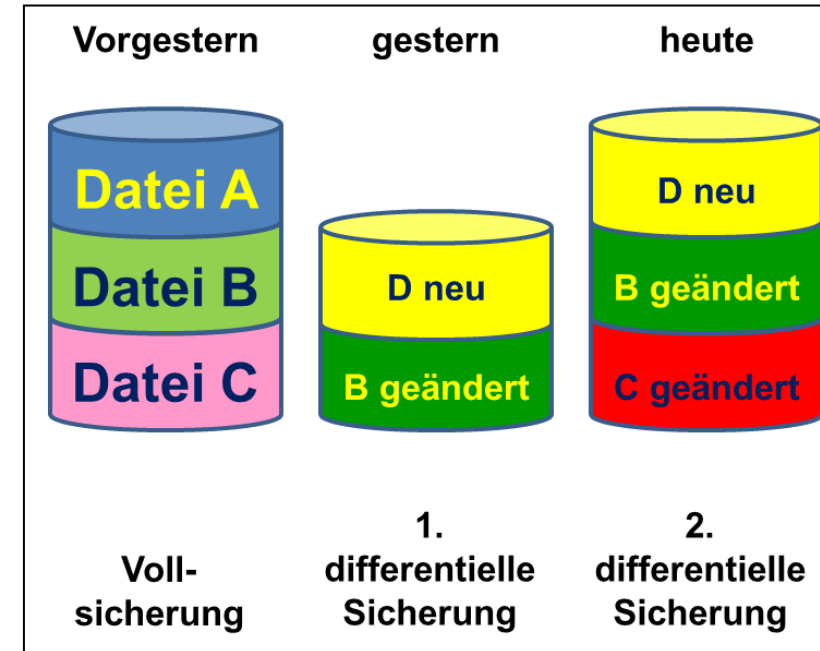 Vorgestern
gestern
heute
Datei A
Datei B
Datei C
D neu
B geändert
D neu
B geändert
C geändert
Voll-
sicherung
1.
differentielle
Sicherung
2.
differentielle
Sicherung